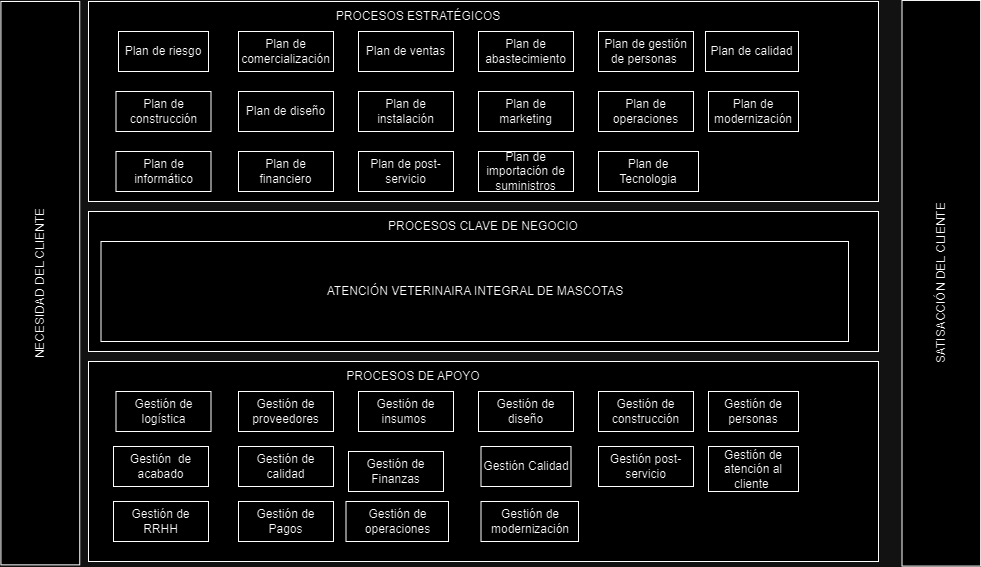 PROCESOS ESTRATÉGICOS
Plan de riesgo
Plan de
comercialización
Plan de ventas
Plan de
abastecimiento
Plan de gestión
de personas
Plan de calidad
Plan de
construcción
Plan de diseño
Plan de
instalación
Plan de
marketing
Plan de
operaciones
Plan de
modernización
Plan de
informático
Plan de
financiero
Plan de post-
servicio
Plan de
importación de
suministros
Plan de
Tecnologia
NECESIDAD DEL CLIENTE
PROCESOS CLAVE DE NEGOCIO
ATENCIÓN VETERINAIRA INTEGRAL DE MASCOTAS
SATISACCIÓN DEL CLIENTE
PROCESOS DE APOYO
Gestión de
logística
Gestión de
proveedores
Gestión de
insumos
Gestión de
diseño
Gestión de
construcción
Gestión de
personas
Gestión de
acabado
Gestión de
calidad
Gestión de
Finanzas
Gestión Calidad
Gestión post-
servicio
Gestión de
atención al
cliente
Gestión de
RRHH
Gestión de
Pagos
Gestión de
operaciones
Gestión de
modernización